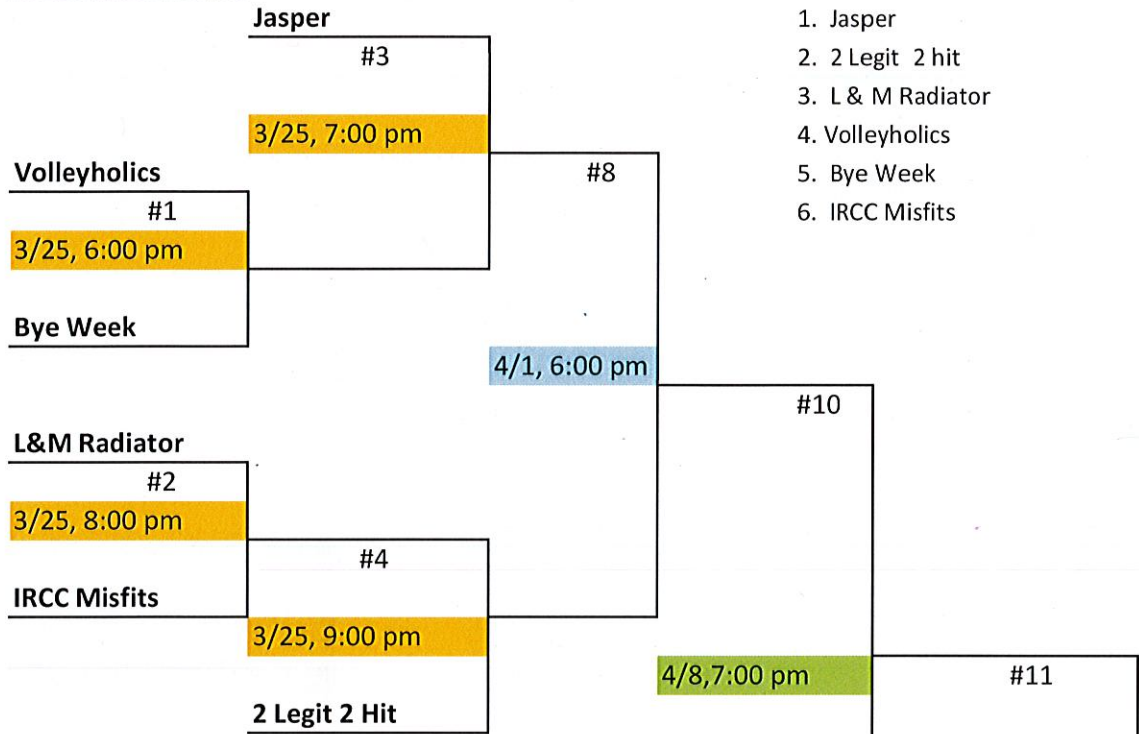 Jasper
#3
3/25, 7:00 pm
Volleyholics
#1
3/25, 6:00 pm
Bye Week
#8
4/1, 6:00 pm
L&M Radiator
#2
3/25, 8:00 pm
IRCC Misfits
#4
3/25, 9:00 pm
2 Legit 2 Hit
#10
4/8,7:00 pm
#11
1. Jasper
2. 2 Legit 2 hit
3. L & M Radiator
4. Volleyholics
5. Bye Week
6. IRCC Misfits